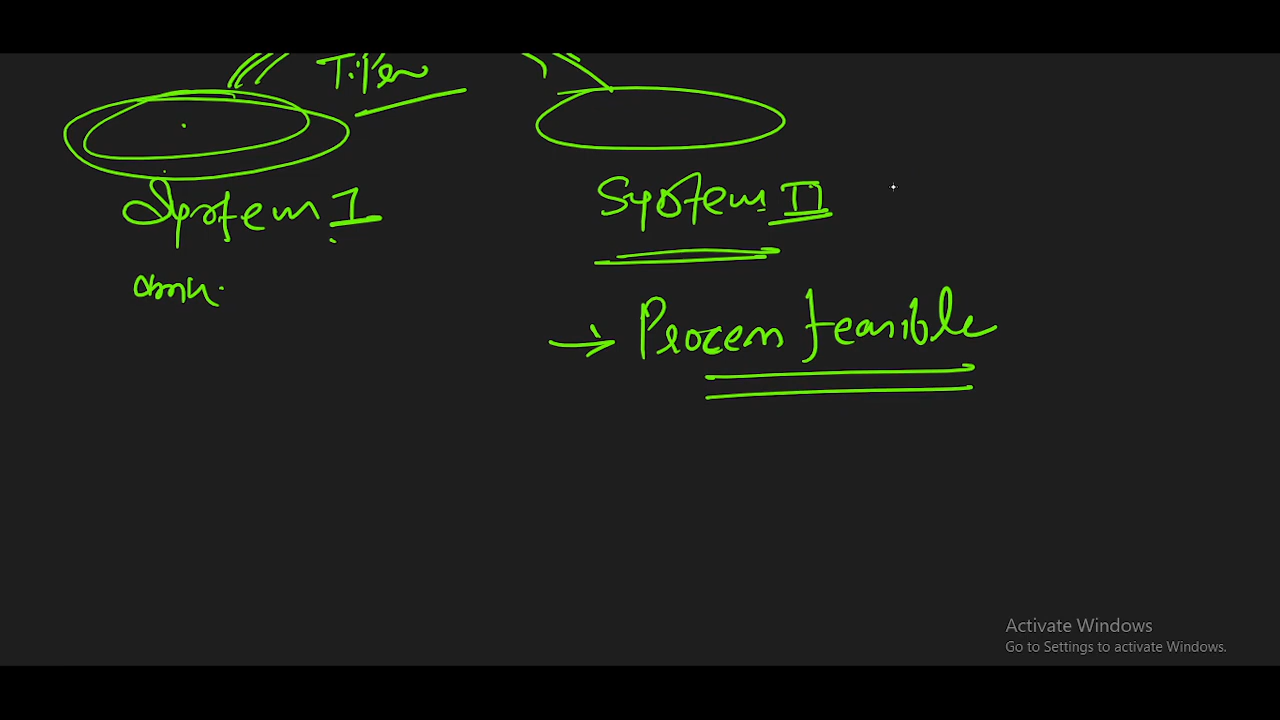 System I
System II
→ Process feasible
Activate Windows
Go to Settings to activate Windows.